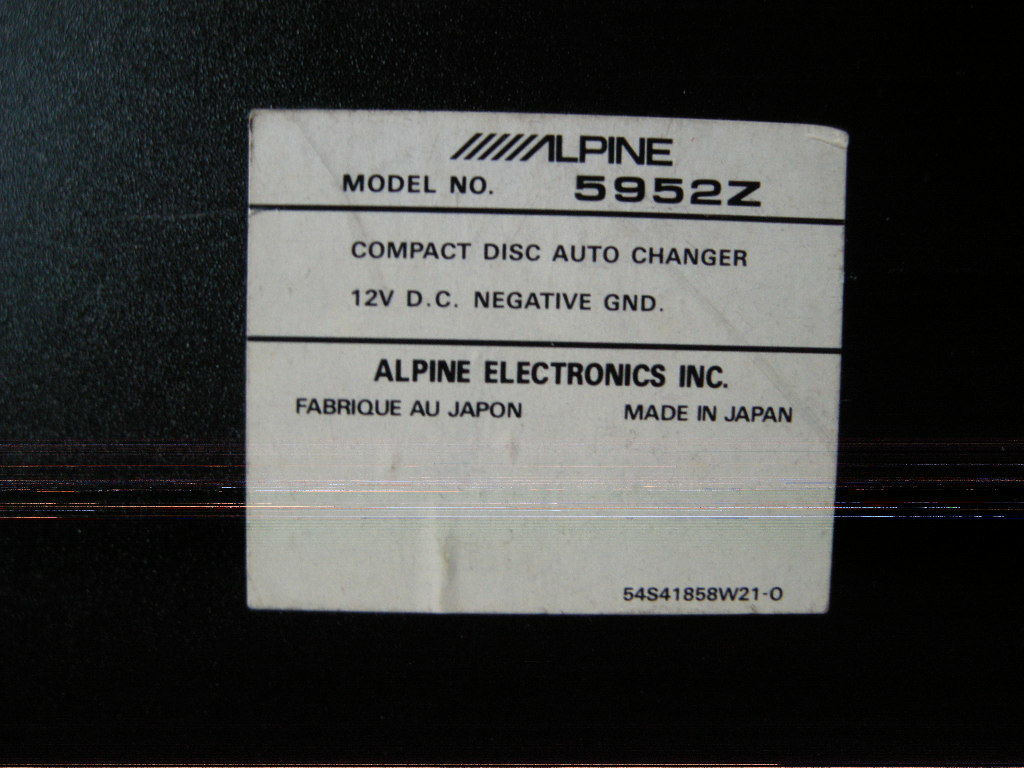 ALPINE
MODEL NO. 5952Z
COMPACT DISC AUTO CHANGER
12V D.C. NEGATIVE GND.
ALPINE ELECTRONICS INC.
FABRIQUE AU JAPON MADE IN JAPAN
54S41858W21-O